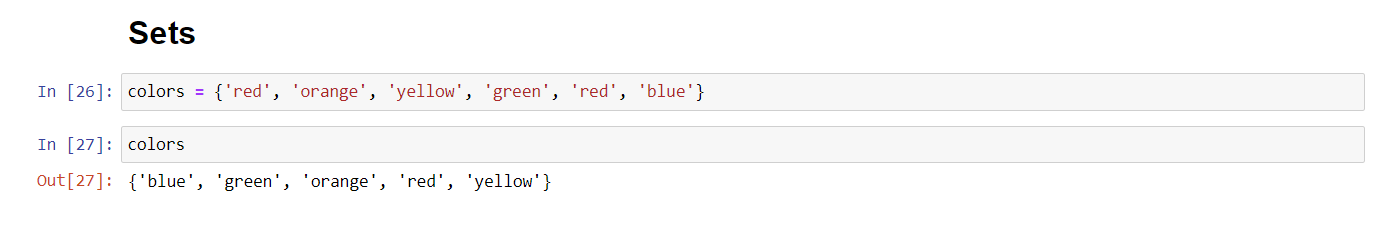 Sets
In [26]: colors = {'red', 'orange', 'yellow', 'green', 'red', 'blue'}
In [27]: colors
Out[27]: {'blue', 'green', 'orange', 'red', 'yellow'}